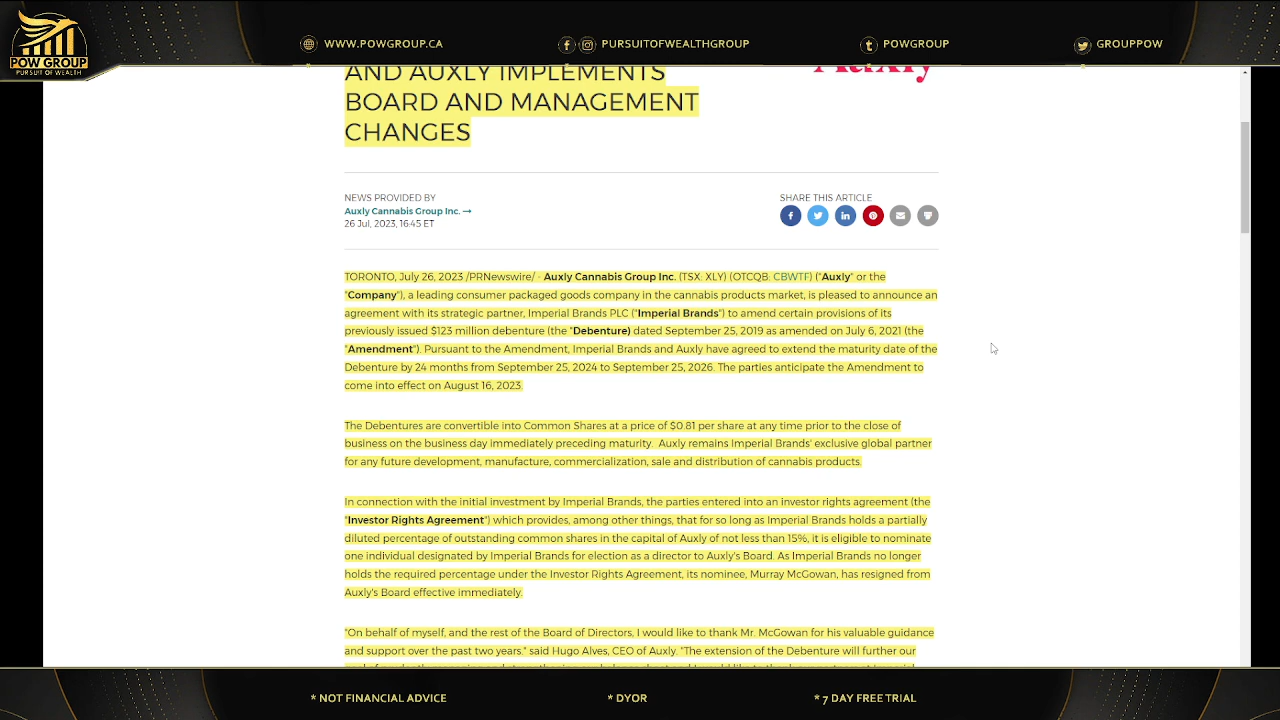 POW GROUP
PURSUIT OF WEALTH
WWW.POWGROUP.CA
PURSUITOFWEALTHGROUP
POWGROUP
GROUPPOW
AND AUXLY IMPLEMENTS
BOARD AND MANAGEMENT
CHANGES
Auxly
NEWS PROVIDED BY
Auxly Cannabis Group Inc. →
26 Jul, 2023, 16:45 ET
SHARE THIS ARTICLE
TORONTO, July 26, 2023 /PRNewswire/ - Auxly Cannabis Group Inc. (TSX: XLY) (OTCQB: CBWTF) ("Auxly" or the
"Company"), a leading consumer packaged goods company in the cannabis products market, is pleased to announce an
agreement with its strategic partner, Imperial Brands PLC ("Imperial Brands") to amend certain provisions of its
previously issued $123 million debenture (the "Debenture) dated September 25, 2019 as amended on July 6, 2021 (the
"Amendment"). Pursuant to the Amendment, Imperial Brands and Auxly have agreed to extend the maturity date of the
Debenture by 24 months from September 25, 2024 to September 25, 2026. The parties anticipate the Amendment to
come into effect on August 16, 2023.
The Debentures are convertible into Common Shares at a price of $0.81 per share at any time prior to the close of
business on the business day immediately preceding maturity. Auxly remains Imperial Brands' exclusive global partner
for any future development, manufacture, commercialization, sale and distribution of cannabis products.
In connection with the initial investment by Imperial Brands, the parties entered into an investor rights agreement (the
"Investor Rights Agreement") which provides, among other things, that for so long as Imperial Brands holds a partially
diluted percentage of outstanding common shares in the capital of Auxly of not less than 15%, it is eligible to nominate
one individual designated by Imperial Brands for election as a director to Auxly's Board. As Imperial Brands no longer
holds the required percentage under the Investor Rights Agreement, its nominee, Murray McGowan, has resigned from
Auxly's Board effective immediately.
"On behalf of myself, and the rest of the Board of Directors, I would like to thank Mr. McGowan for his valuable guidance
and support over the past two years." said Hugo Alves, CEO of Auxly. "The extension of the Debenture will further our
* NOT FINANCIAL ADVICE
* DYOR
* 7 DAY FREE TRIAL